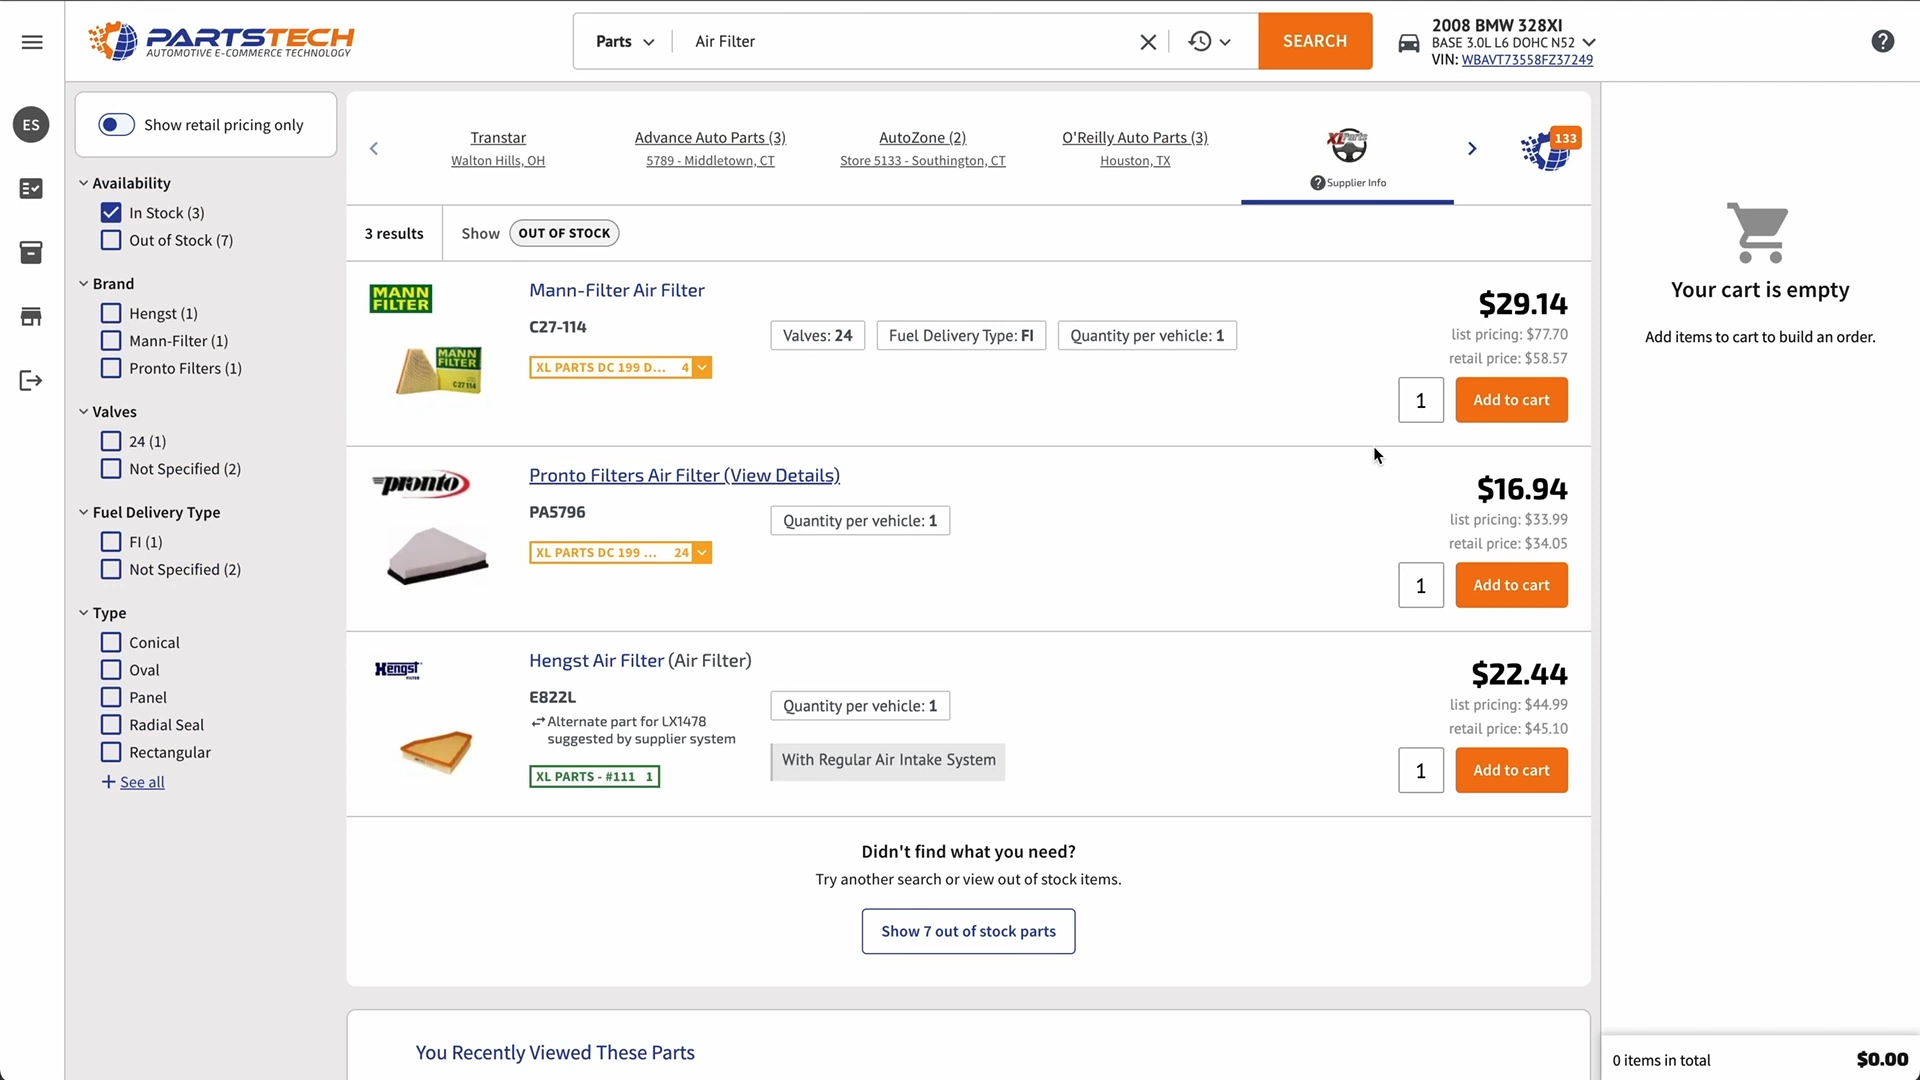 PARTSTECH
AUTOMOTIVE E-COMMERCE TECHNOLOGY
Parts
Air Filter
SEARCH
2008 BMW 328XI
BASE 3.0L L6 DOHC N52
VIN: WBAVT73558FZ37249
ES
Show retail pricing only
Availability
In Stock (3)
Out of Stock (7)
Brand
Hengst (1)
Mann-Filter (1)
Pronto Filters (1)
Valves
24 (1)
Not Specified (2)
Fuel Delivery Type
FI (1)
Not Specified (2)
Type
Conical
Oval
Panel
Radial Seal
Rectangular
+ See all
Transtar
Walton Hills, OH
Advance Auto Parts (3)
5789 - Middletown, CT
AutoZone (2)
Store 5133 - Southington, CT
O'Reilly Auto Parts (3)
Houston, TX
XL Parts
Supplier Info
133
3 results
Show
OUT OF STOCK
MANN
FILTER
Mann-Filter Air Filter
C27-114
XL PARTS DC 199 D... 4
MANN
FILTER
C 27 114
Valves: 24
Fuel Delivery Type: FI
Quantity per vehicle: 1
$29.14
list pricing: $77.70
retail price: $58.57
1
Add to cart
pronto
Pronto Filters Air Filter (View Details)
PA5796
XL PARTS DC 199 ... 24
Quantity per vehicle: 1
$16.94
list pricing: $33.99
retail price: $34.05
1
Add to cart
Hengst
FILTER
Hengst Air Filter (Air Filter)
E822L
Alternate part for LX1478
suggested by supplier system
XL PARTS - #111 1
Quantity per vehicle: 1
With Regular Air Intake System
$22.44
list pricing: $44.99
retail price: $45.10
1
Add to cart
Didn't find what you need?
Try another search or view out of stock items.
Show 7 out of stock parts
You Recently Viewed These Parts
Your cart is empty
Add items to cart to build an order.
0 items in total
$0.00